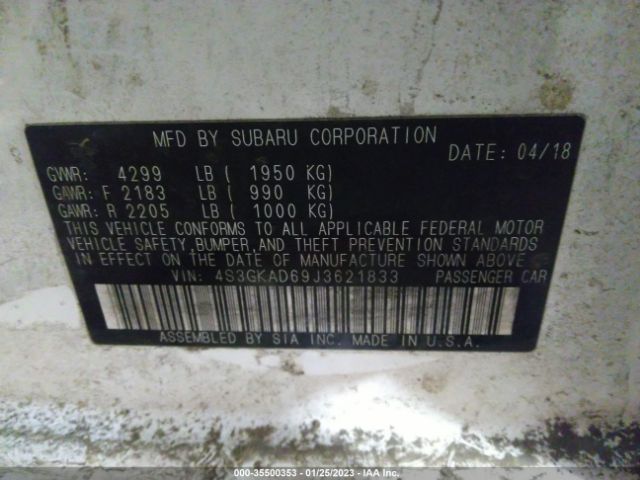 MFD BY SUBARU CORPORATION
DATE: 04/18
GVWR: 4299 LB ( 1950 KG)
GAWR: F 2183 LB ( 990 KG)
GAWR: R 2205 LB ( 1000 KG)
THIS VEHICLE CONFORMS TO ALL APPLICABLE FEDERAL MOTOR
VEHICLE SAFETY, BUMPER, AND THEFT PREVENTION STANDARDS
IN EFFECT ON THE DATE OF MANUFACTURE SHOWN ABOVE
VIN: 4S3GKAD69J3621833 PASSENGER CAR
ASSEMBLED BY SIA INC. MADE IN U.S.A.
000-35500353 - 01/25/2023 - IAA Inc.